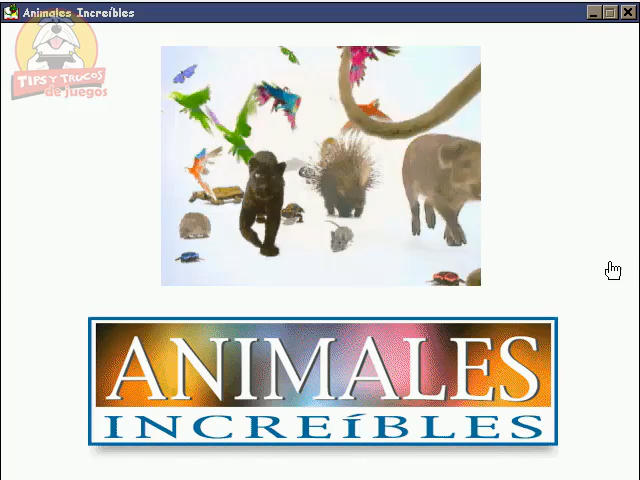 Animales Increíbles
TIPS Y TRUCOS
de juegos
ANIMALES
INCREÍBLES